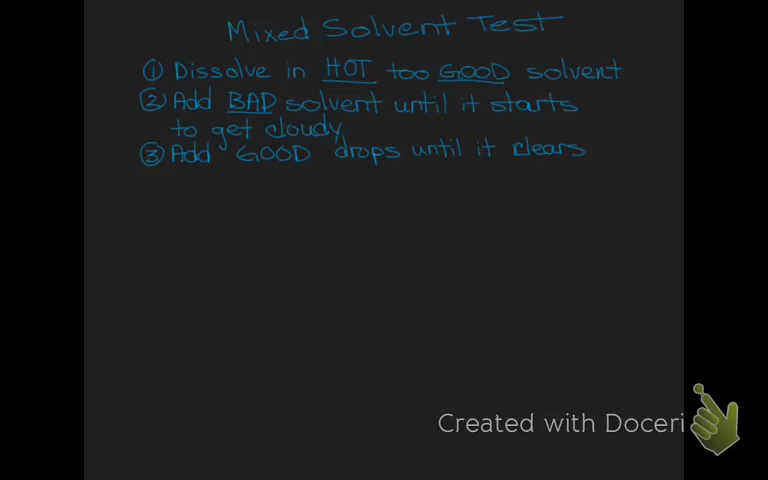 Mixed Solvent Test
① Dissolve in HOT too GOOD solvent
② Add BAD solvent until it starts
to get cloudy
③ Add GOOD drops until it clears
Created with Doceri